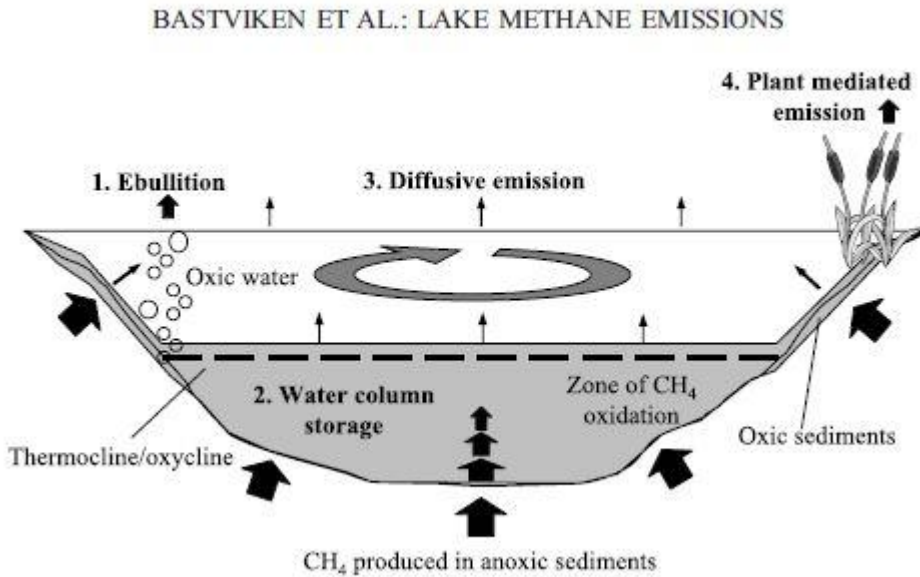 BASTVIKEN ET AL.: LAKE METHANE EMISSIONS
4. Plant mediated
emission
1. Ebullition
3. Diffusive emission
Oxic water
2. Water column
storage
Zone of CH₄
oxidation
Thermocline/oxycline
Oxic sediments
CH₄ produced in anoxic sediments